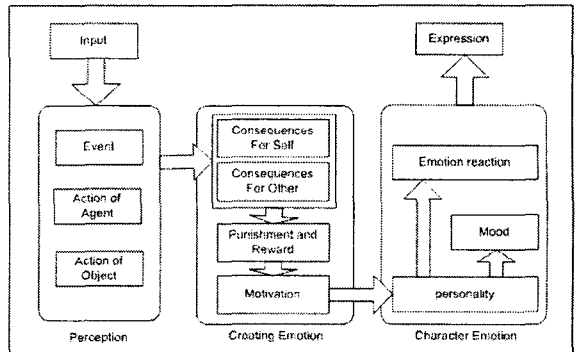 Input
Expression
Event
Action of
Agent
Action of
Object
Perception
Consequences
For Self
Consequences
For Other
Punishment and
Reward
Motivation
Creating Emotion
Emotion reaction
Mood
personality
Character Emotion